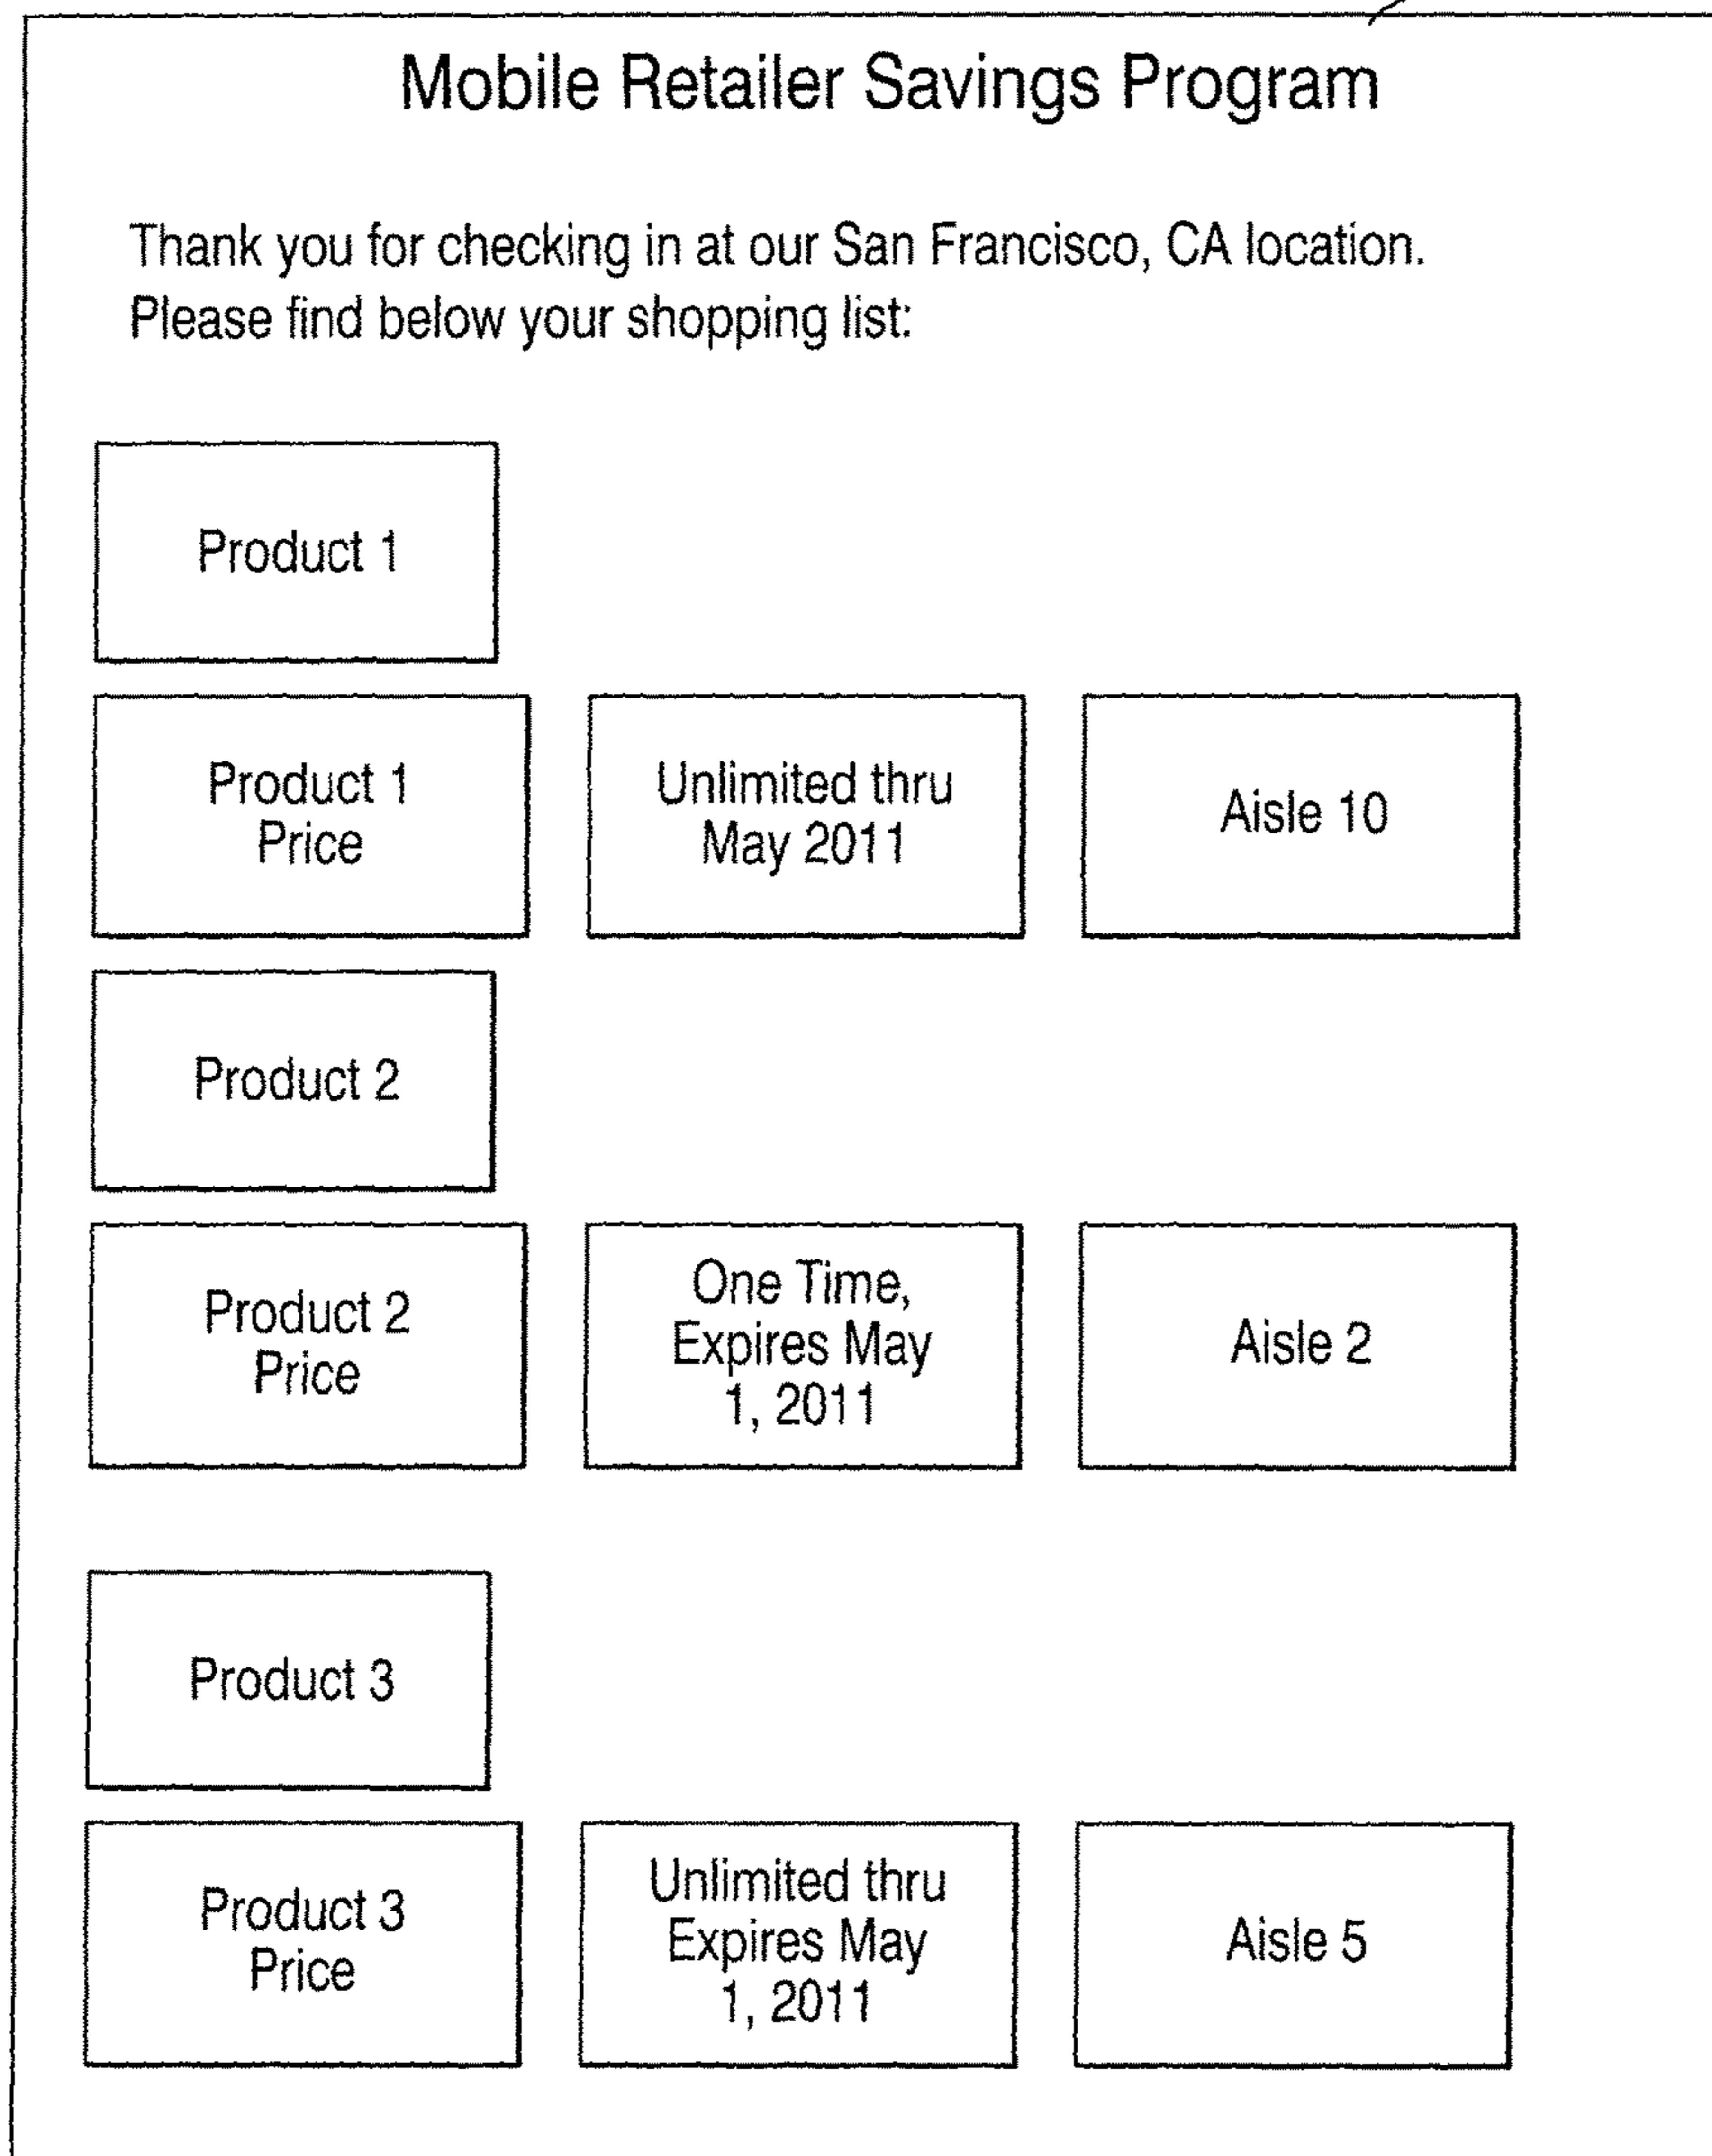 Mobile Retailer Savings Program
Thank you for checking in at our San Francisco, CA location.
Please find below your shopping list:
Product 1
Product 1
Price
Unlimited thru
May 2011
Aisle 10
Product 2
Product 2
Price
One Time,
Expires May
1, 2011
Aisle 2
Product 3
Product 3
Price
Unlimited thru
Expires May
1, 2011
Aisle 5